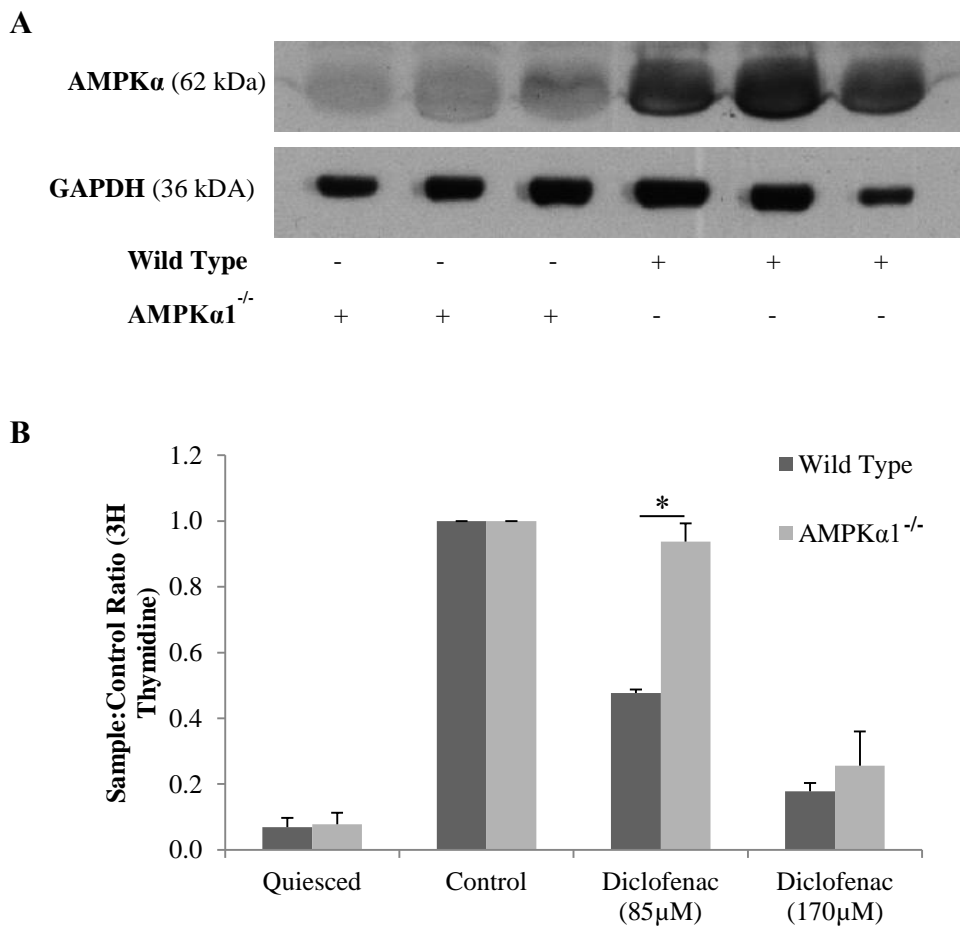 A
AMPKα (62 kDa)
GAPDH (36 kDA)
Wild Type - - - + + +
AMPKα1-/- + + + - - -
B
Sample:Control Ratio (3H
Thymidine)
1.2
1.0
0.8
0.6
0.4
0.2
0.0
*
Wild Type
AMPKα1-/-
Quiesced
Control
Diclofenac
(85µM)
Diclofenac
(170µM)